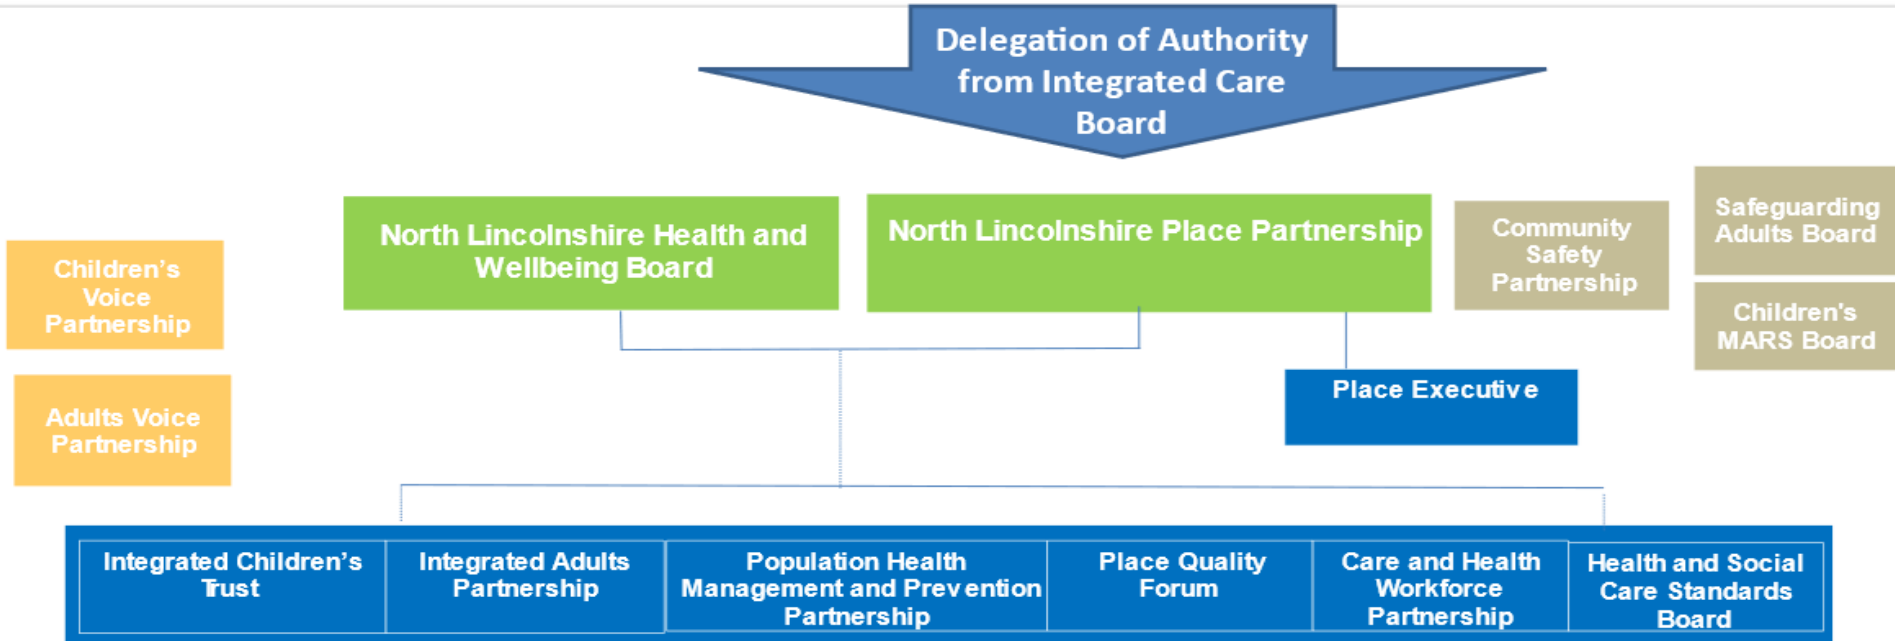 Delegation of Authority
from Integrated Care
Board
North Lincolnshire Health and
Wellbeing Board
North Lincolnshire Place Partnership
Community
Safety
Partnership
Safeguarding
Adults Board
Children's
MARS Board
Children’s
Voice
Partnership
Adults Voice
Partnership
Place Executive
Integrated Children’s
Trust
Integrated Adults
Partnership
Population Health
Management and Prevention
Partnership
Place Quality
Forum
Care and Health
Workforce
Partnership
Health and Social
Care Standards
Board